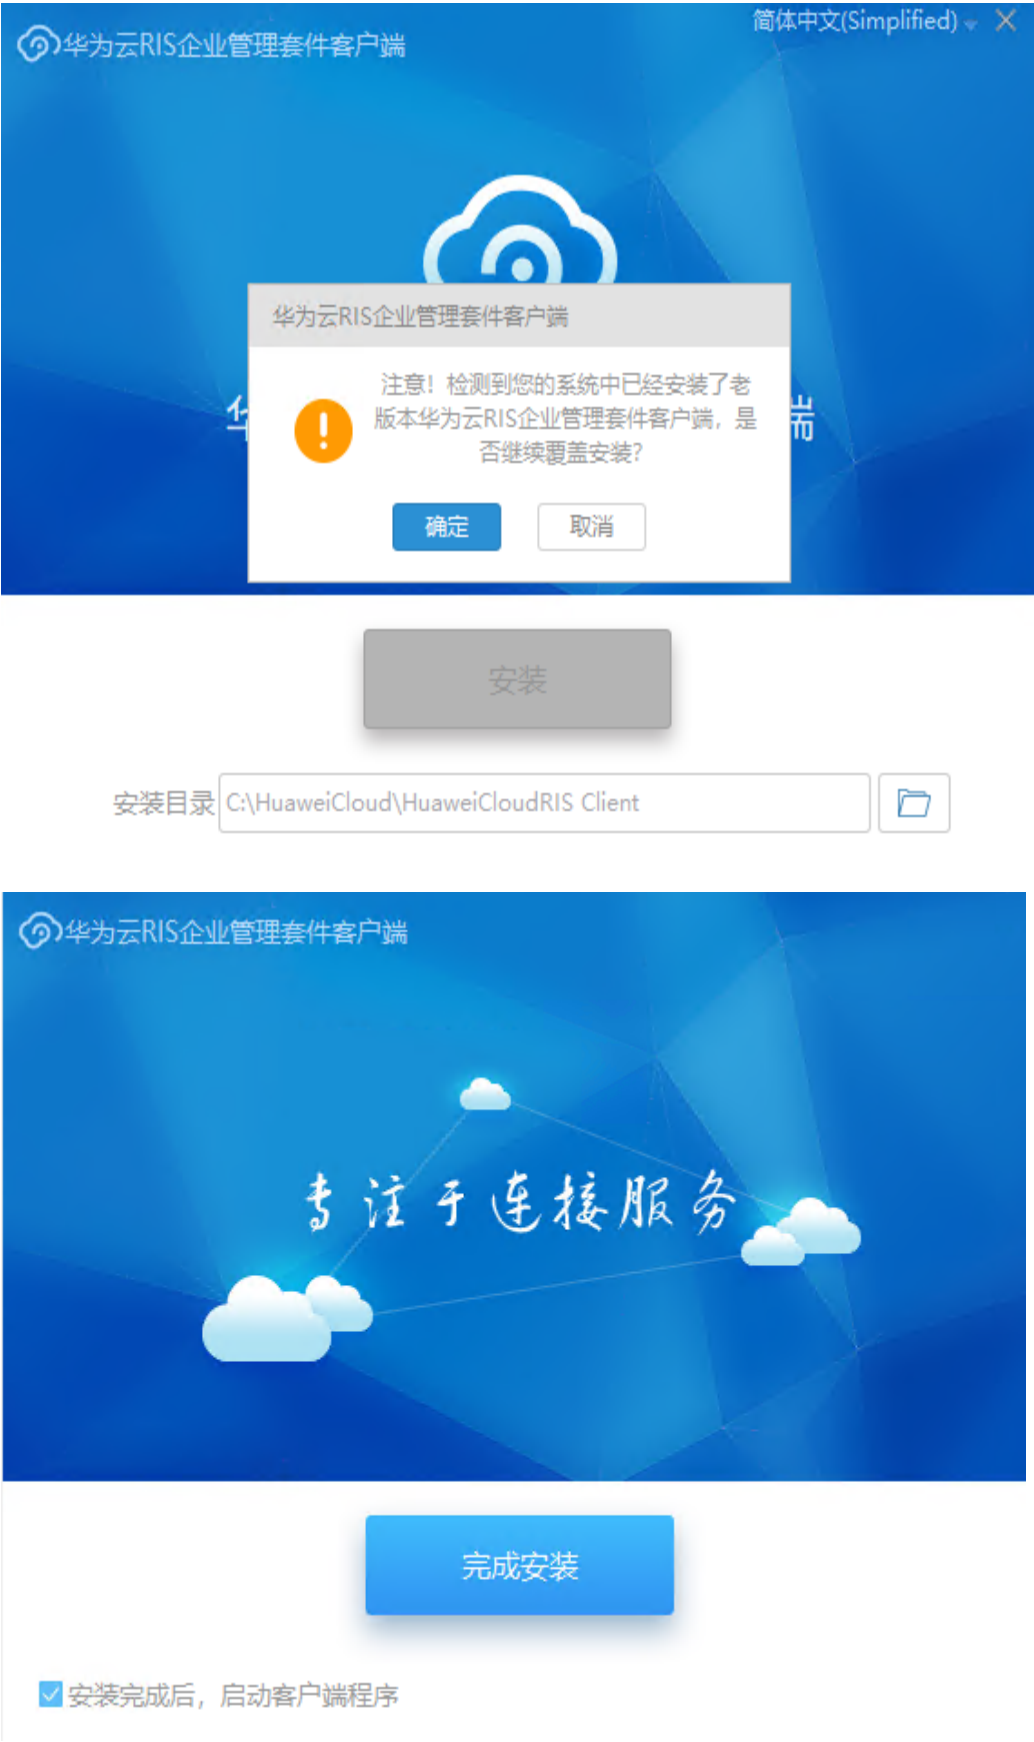 华为云RIS企业管理套件客户端
简体中文(Simplified)
华为云RIS企业管理套件客户端
注意！检测到您的系统中已经安装了老
版本华为云RIS企业管理套件客户端，是
否继续覆盖安装？
华
端
确定
取消
安装
安装目录
C:\HuaweiCloud\HuaweiCloudRIS Client
华为云RIS企业管理套件客户端
专注于连接服务
完成安装
安装完成后，启动客户端程序